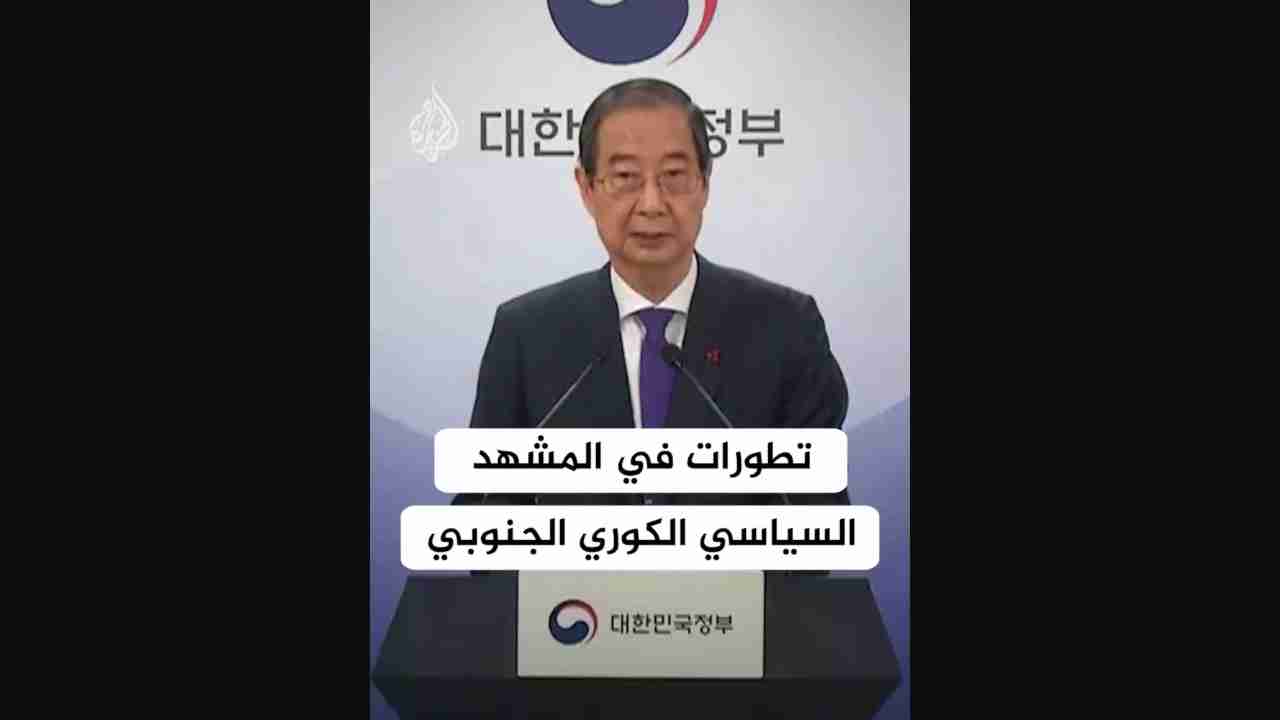 대한 정부
تطورات في المشهد
السياسي الكوري الجنوبي
대한민국정부